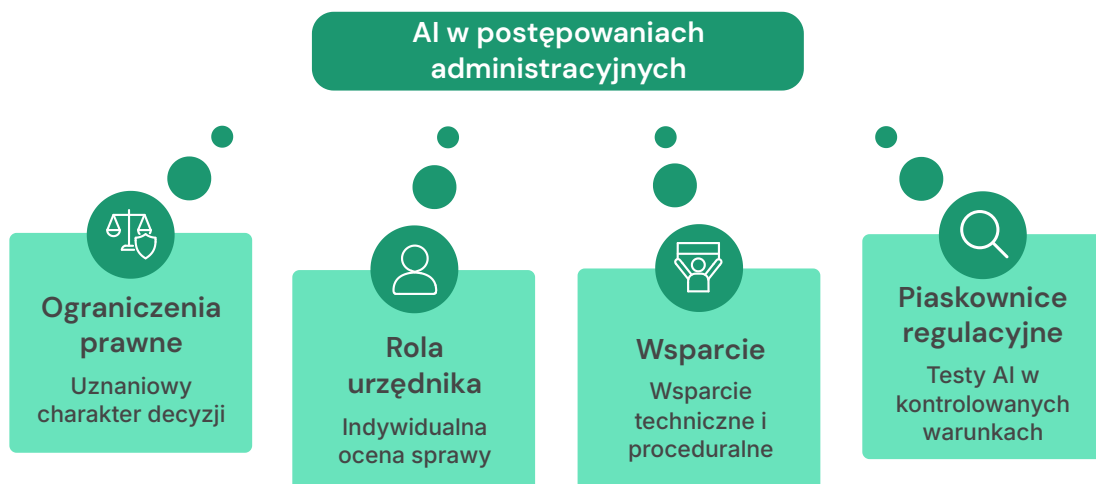 AI w postępowaniach
administracyjnych
Ograniczenia
prawne
Uznaniowy
charakter decyzji
Rola
urzędnika
Indywidualna
ocena sprawy
Wsparcie
Wsparcie
techniczne i
proceduralne
Piaskownice
regulacyjne
Testy AI w
kontrolowanych
warunkach